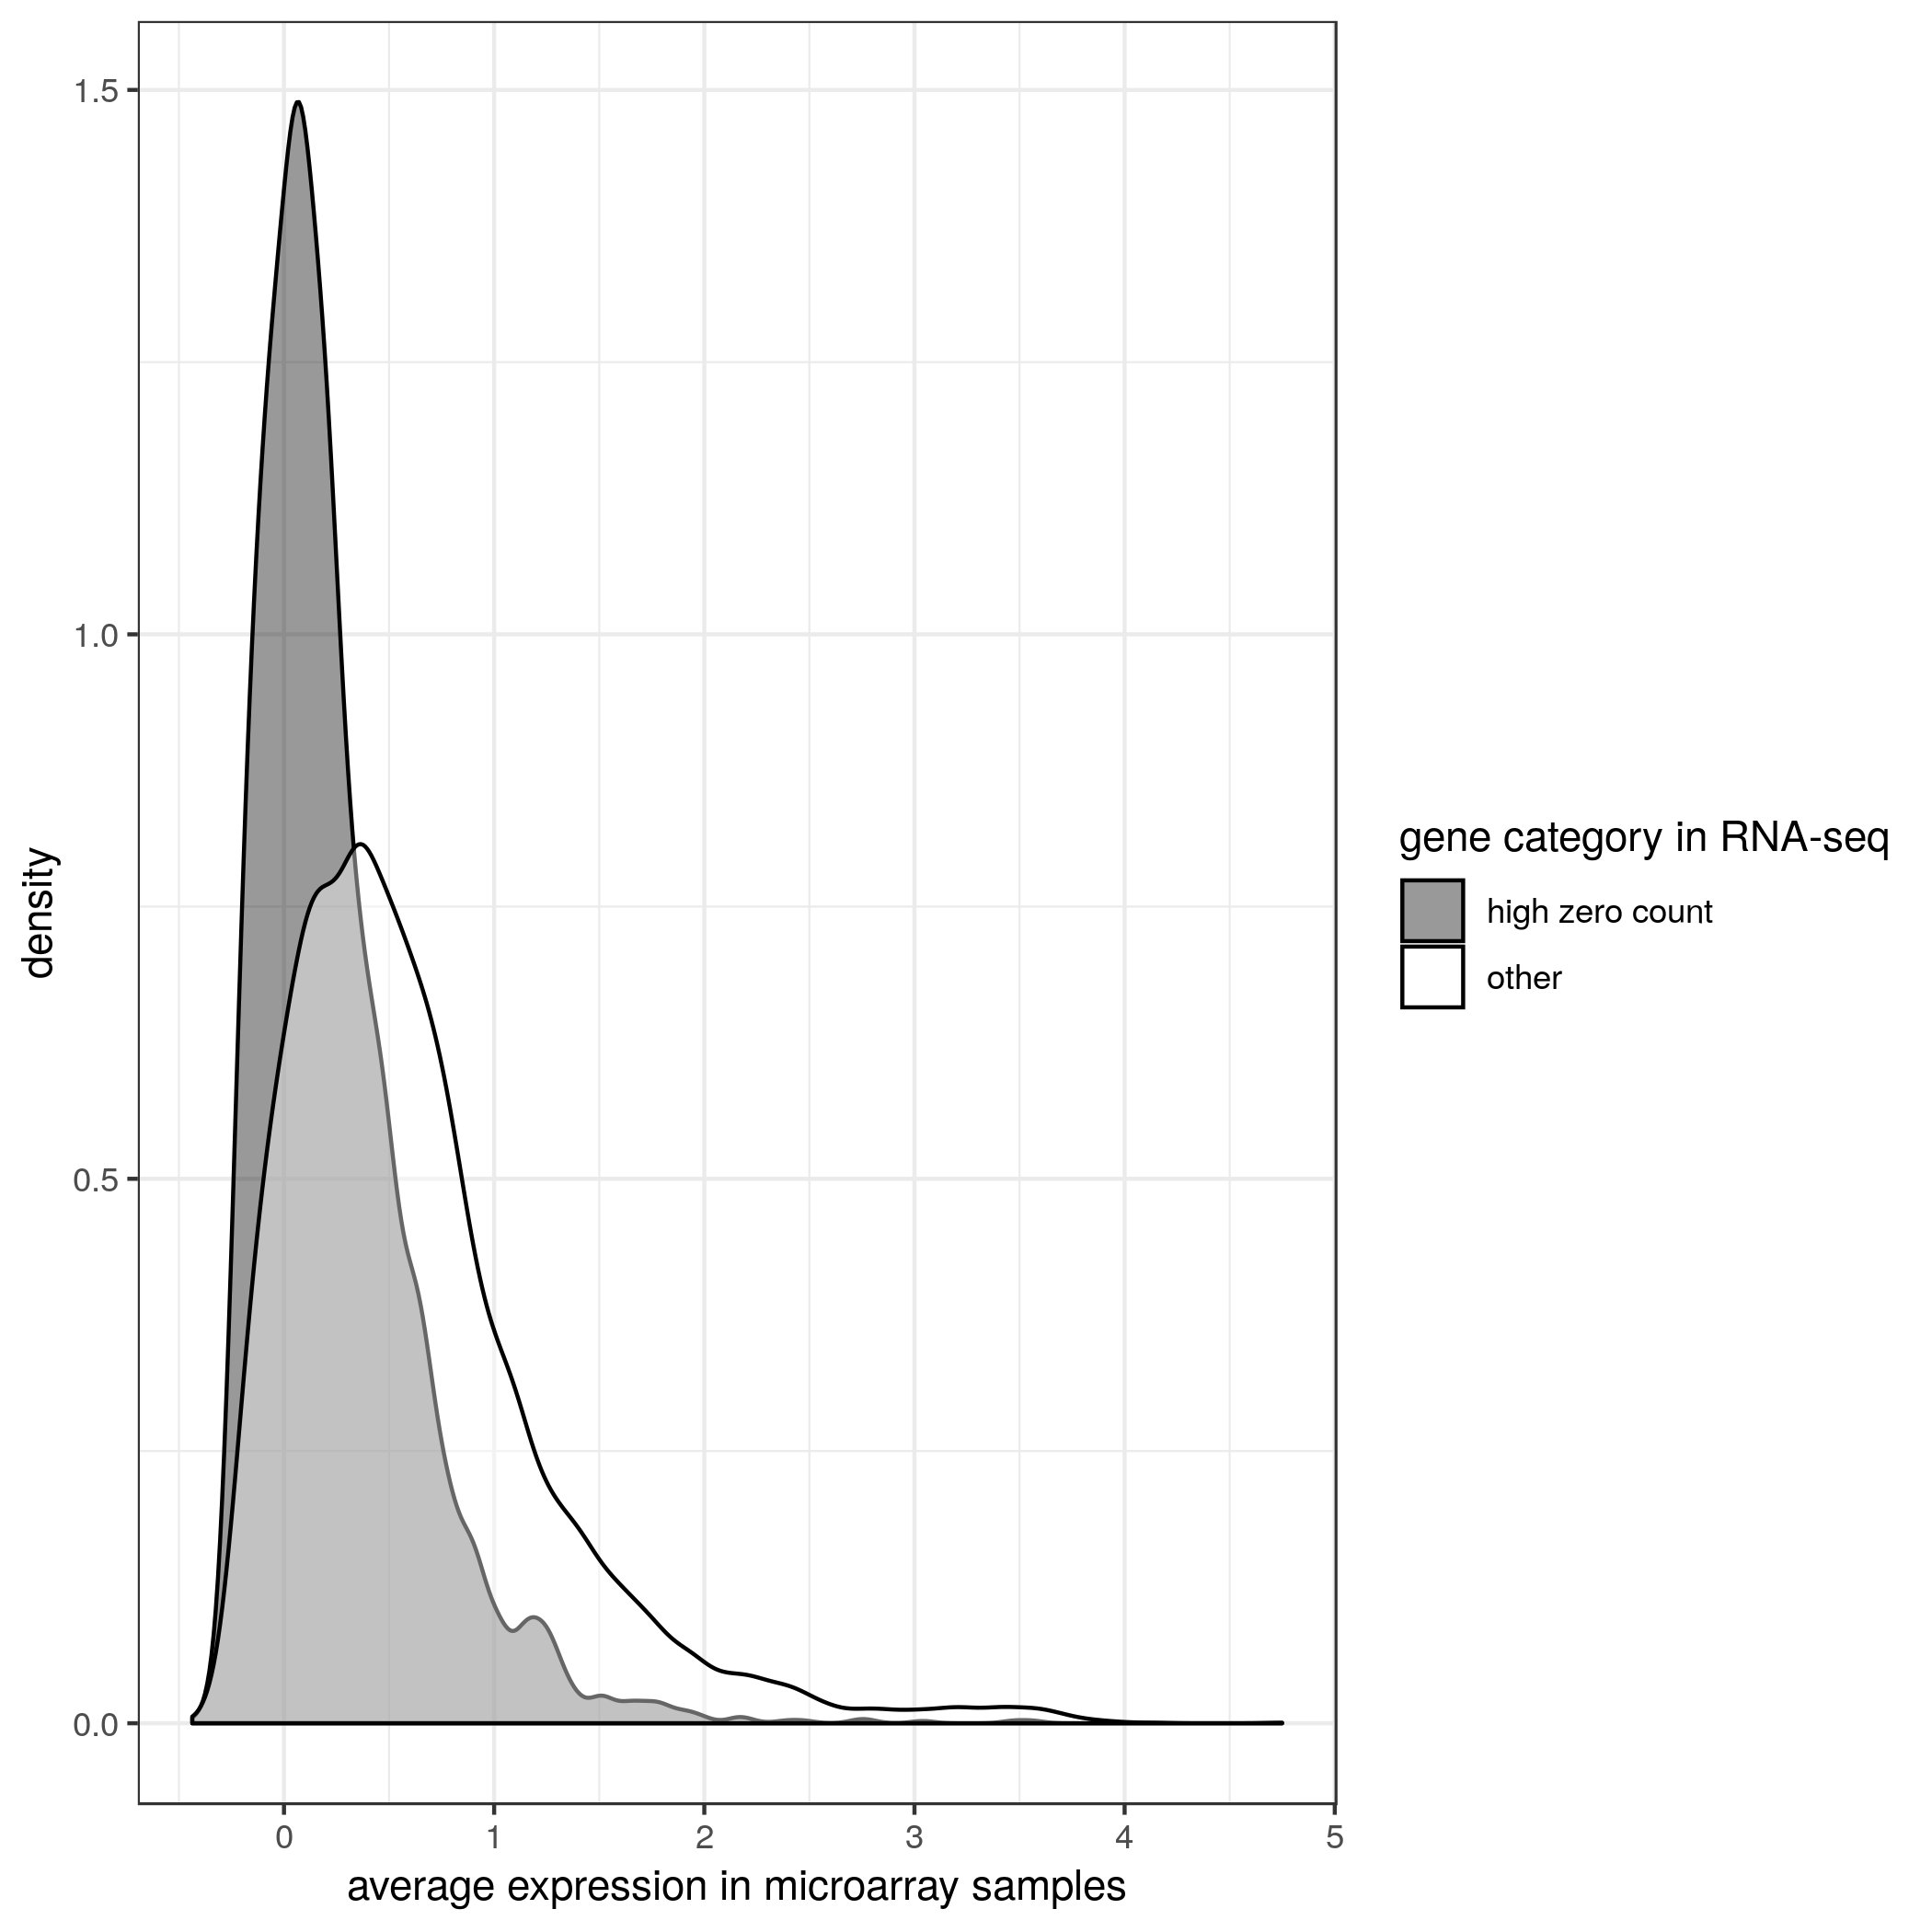 1.5
1.0
0.5
0.0
density
0 1 2 3 4 5
average expression in microarray samples
gene category in RNA-seq
high zero count
other